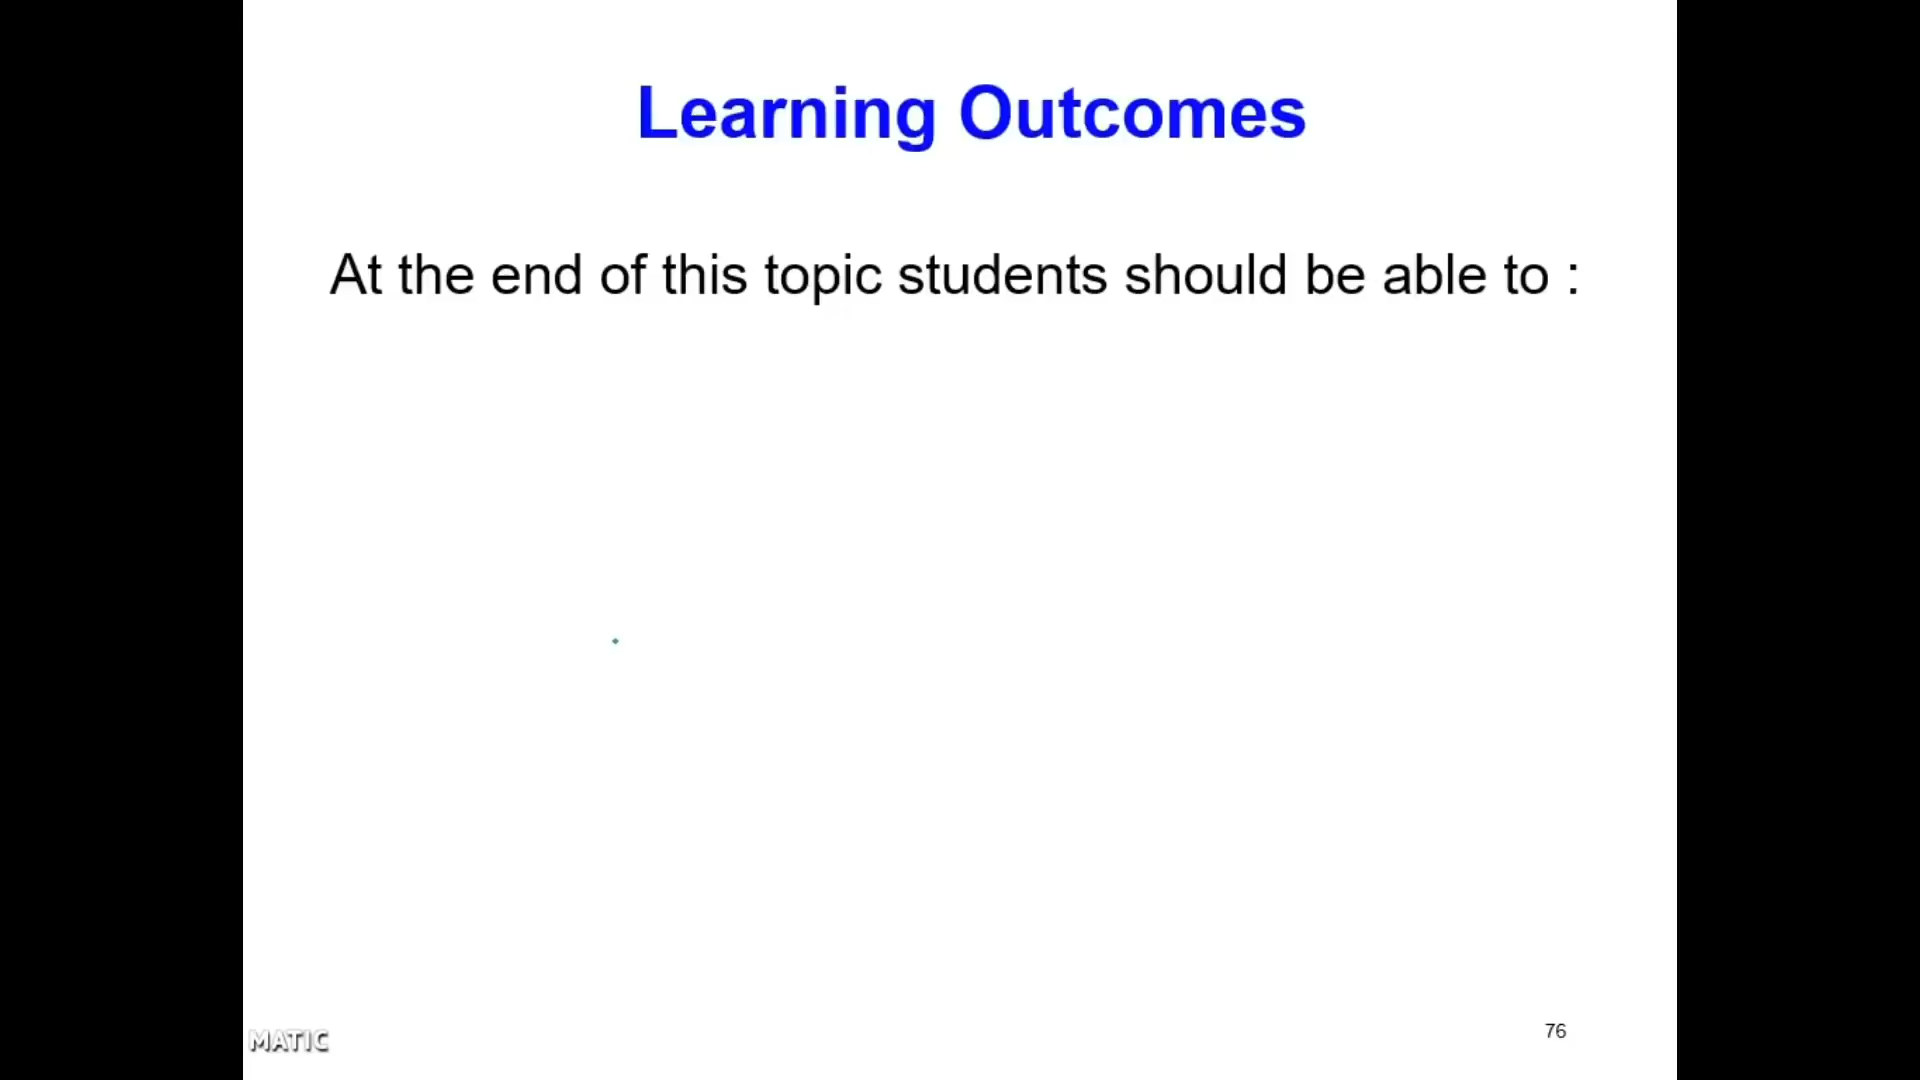 Learning Outcomes
At the end of this topic students should be able to :
MATIC
76